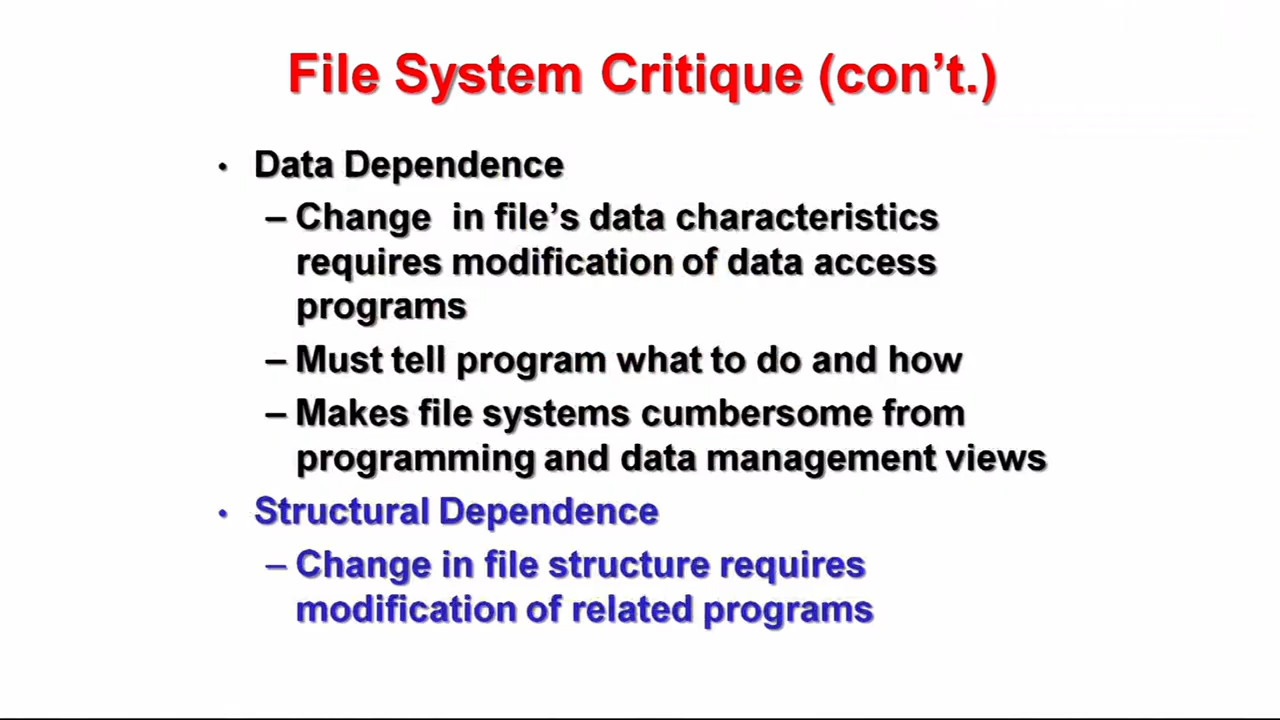 File System Critique (con’t.)
• Data Dependence
– Change in file’s data characteristics
requires modification of data access
programs
– Must tell program what to do and how
– Makes file systems cumbersome from
programming and data management views
• Structural Dependence
– Change in file structure requires
modification of related programs